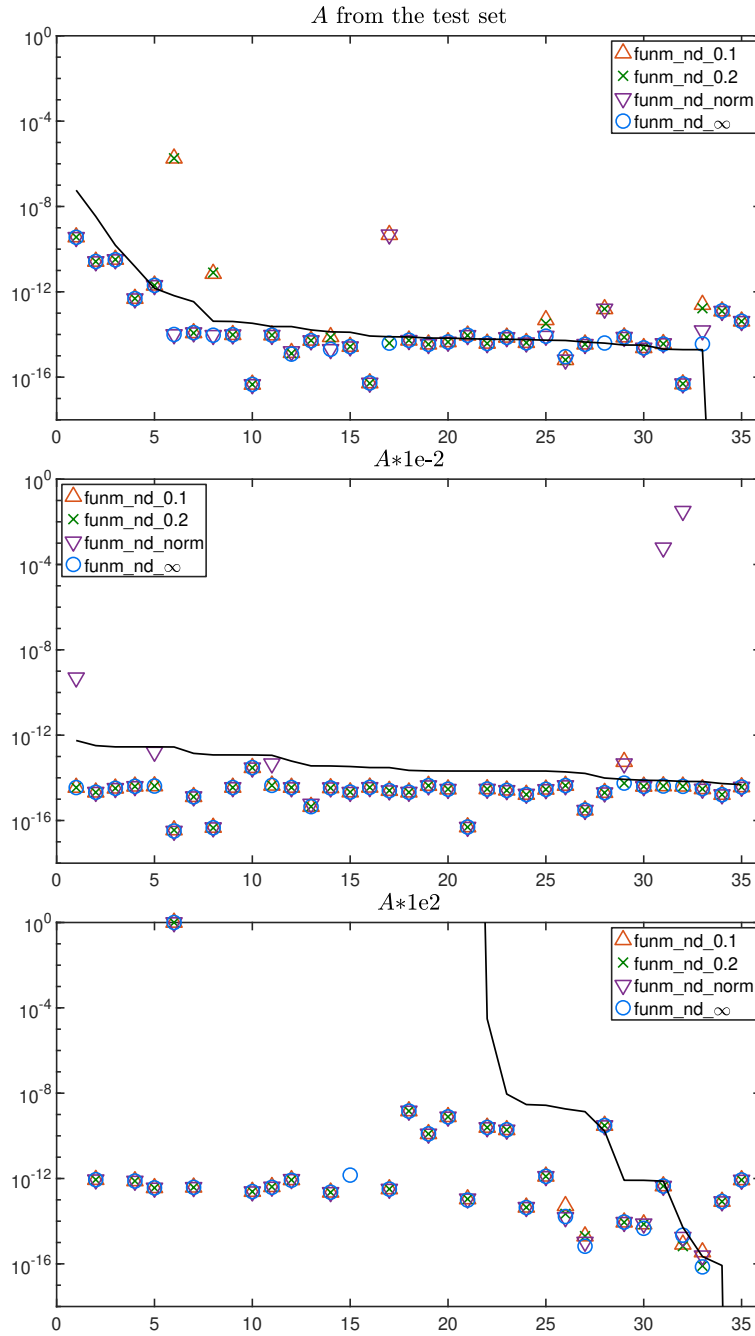 A from the test set
10^0
funm_nd_0.1
funm_nd_0.2
funm_nd_norm
funm_nd_∞
10^-4
10^-8
10^-12
10^-16
0 5 10 15 20 25 30 35
A*1e-2
10^0
funm_nd_0.1
funm_nd_0.2
funm_nd_norm
funm_nd_∞
10^-4
10^-8
10^-12
10^-16
0 5 10 15 20 25 30 35
A*1e2
10^0
funm_nd_0.1
funm_nd_0.2
funm_nd_norm
funm_nd_∞
10^-4
10^-8
10^-12
10^-16
0 5 10 15 20 25 30 35